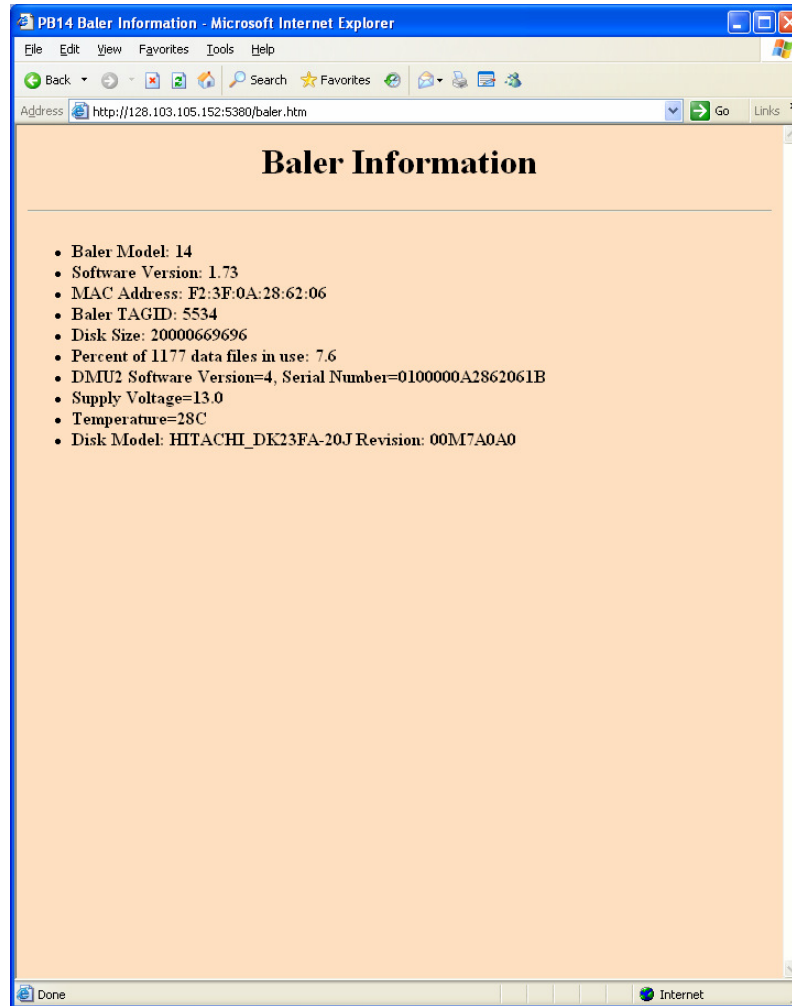 PB14 Baler Information - Microsoft Internet Explorer
File Edit View Favorites Tools Help
Back Search Favorites
Address http://128.103.105.152:5380/baler.htm Go Links »
Baler Information
• Baler Model: 14
• Software Version: 1.73
• MAC Address: F2:3F:0A:28:62:06
• Baler TAGID: 5534
• Disk Size: 20000669696
• Percent of 1177 data files in use: 7.6
• DMU2 Software Version=4, Serial Number=0100000A2862061B
• Supply Voltage=13.0
• Temperature=28C
• Disk Model: HITACHI_DK23FA-20J Revision: 00M7A0A0
Done Internet